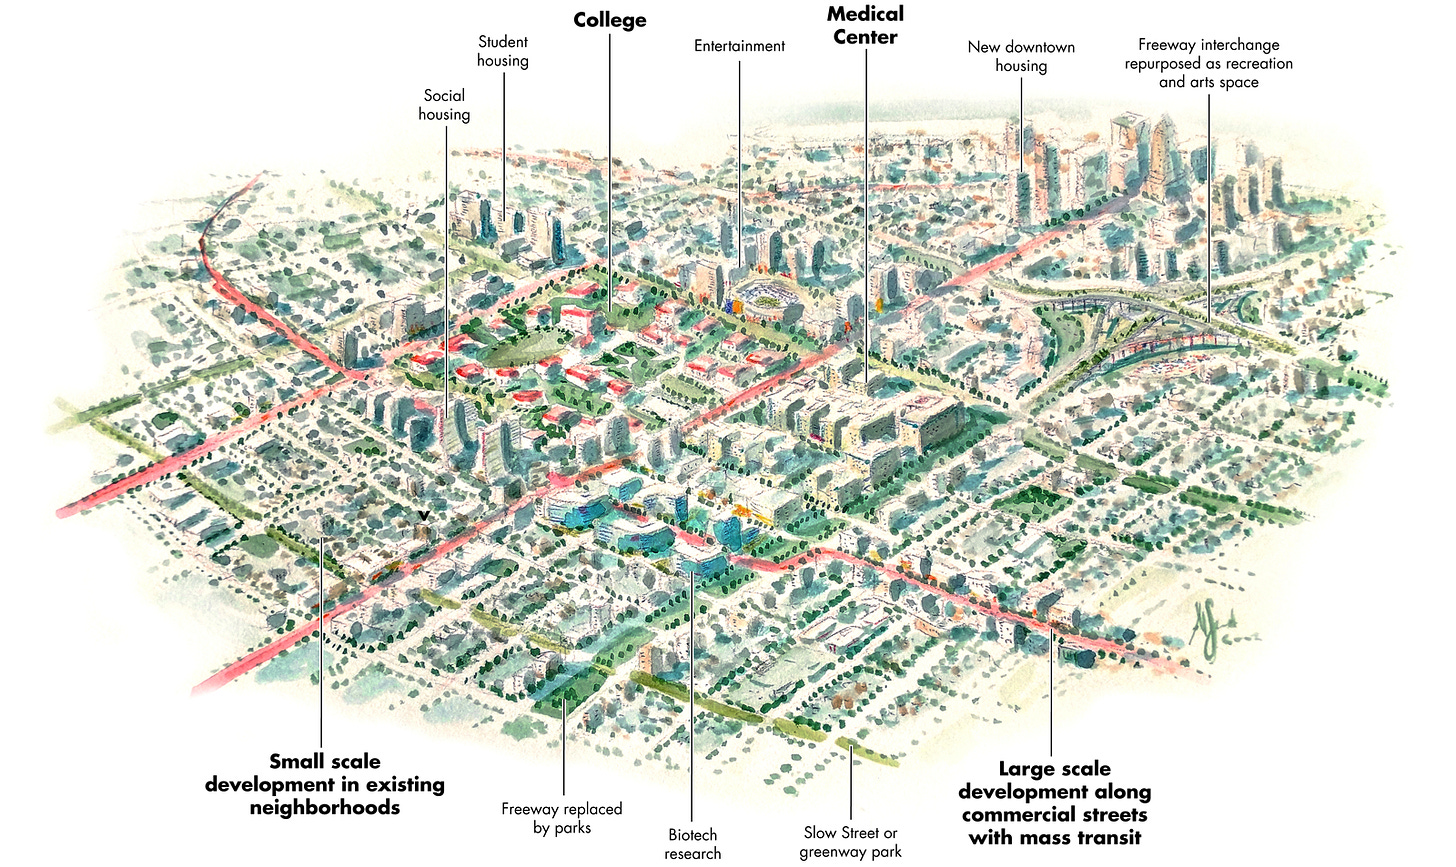 College
Medical
Center
Student
housing
Entertainment
New downtown
housing
Freeway interchange
repurposed as recreation
and arts space
Social
housing
Small scale
development in existing
neighborhoods
Freeway replaced
by parks
Biotech
research
Slow Street or
greenway park
Large scale
development along
commercial streets
with mass transit